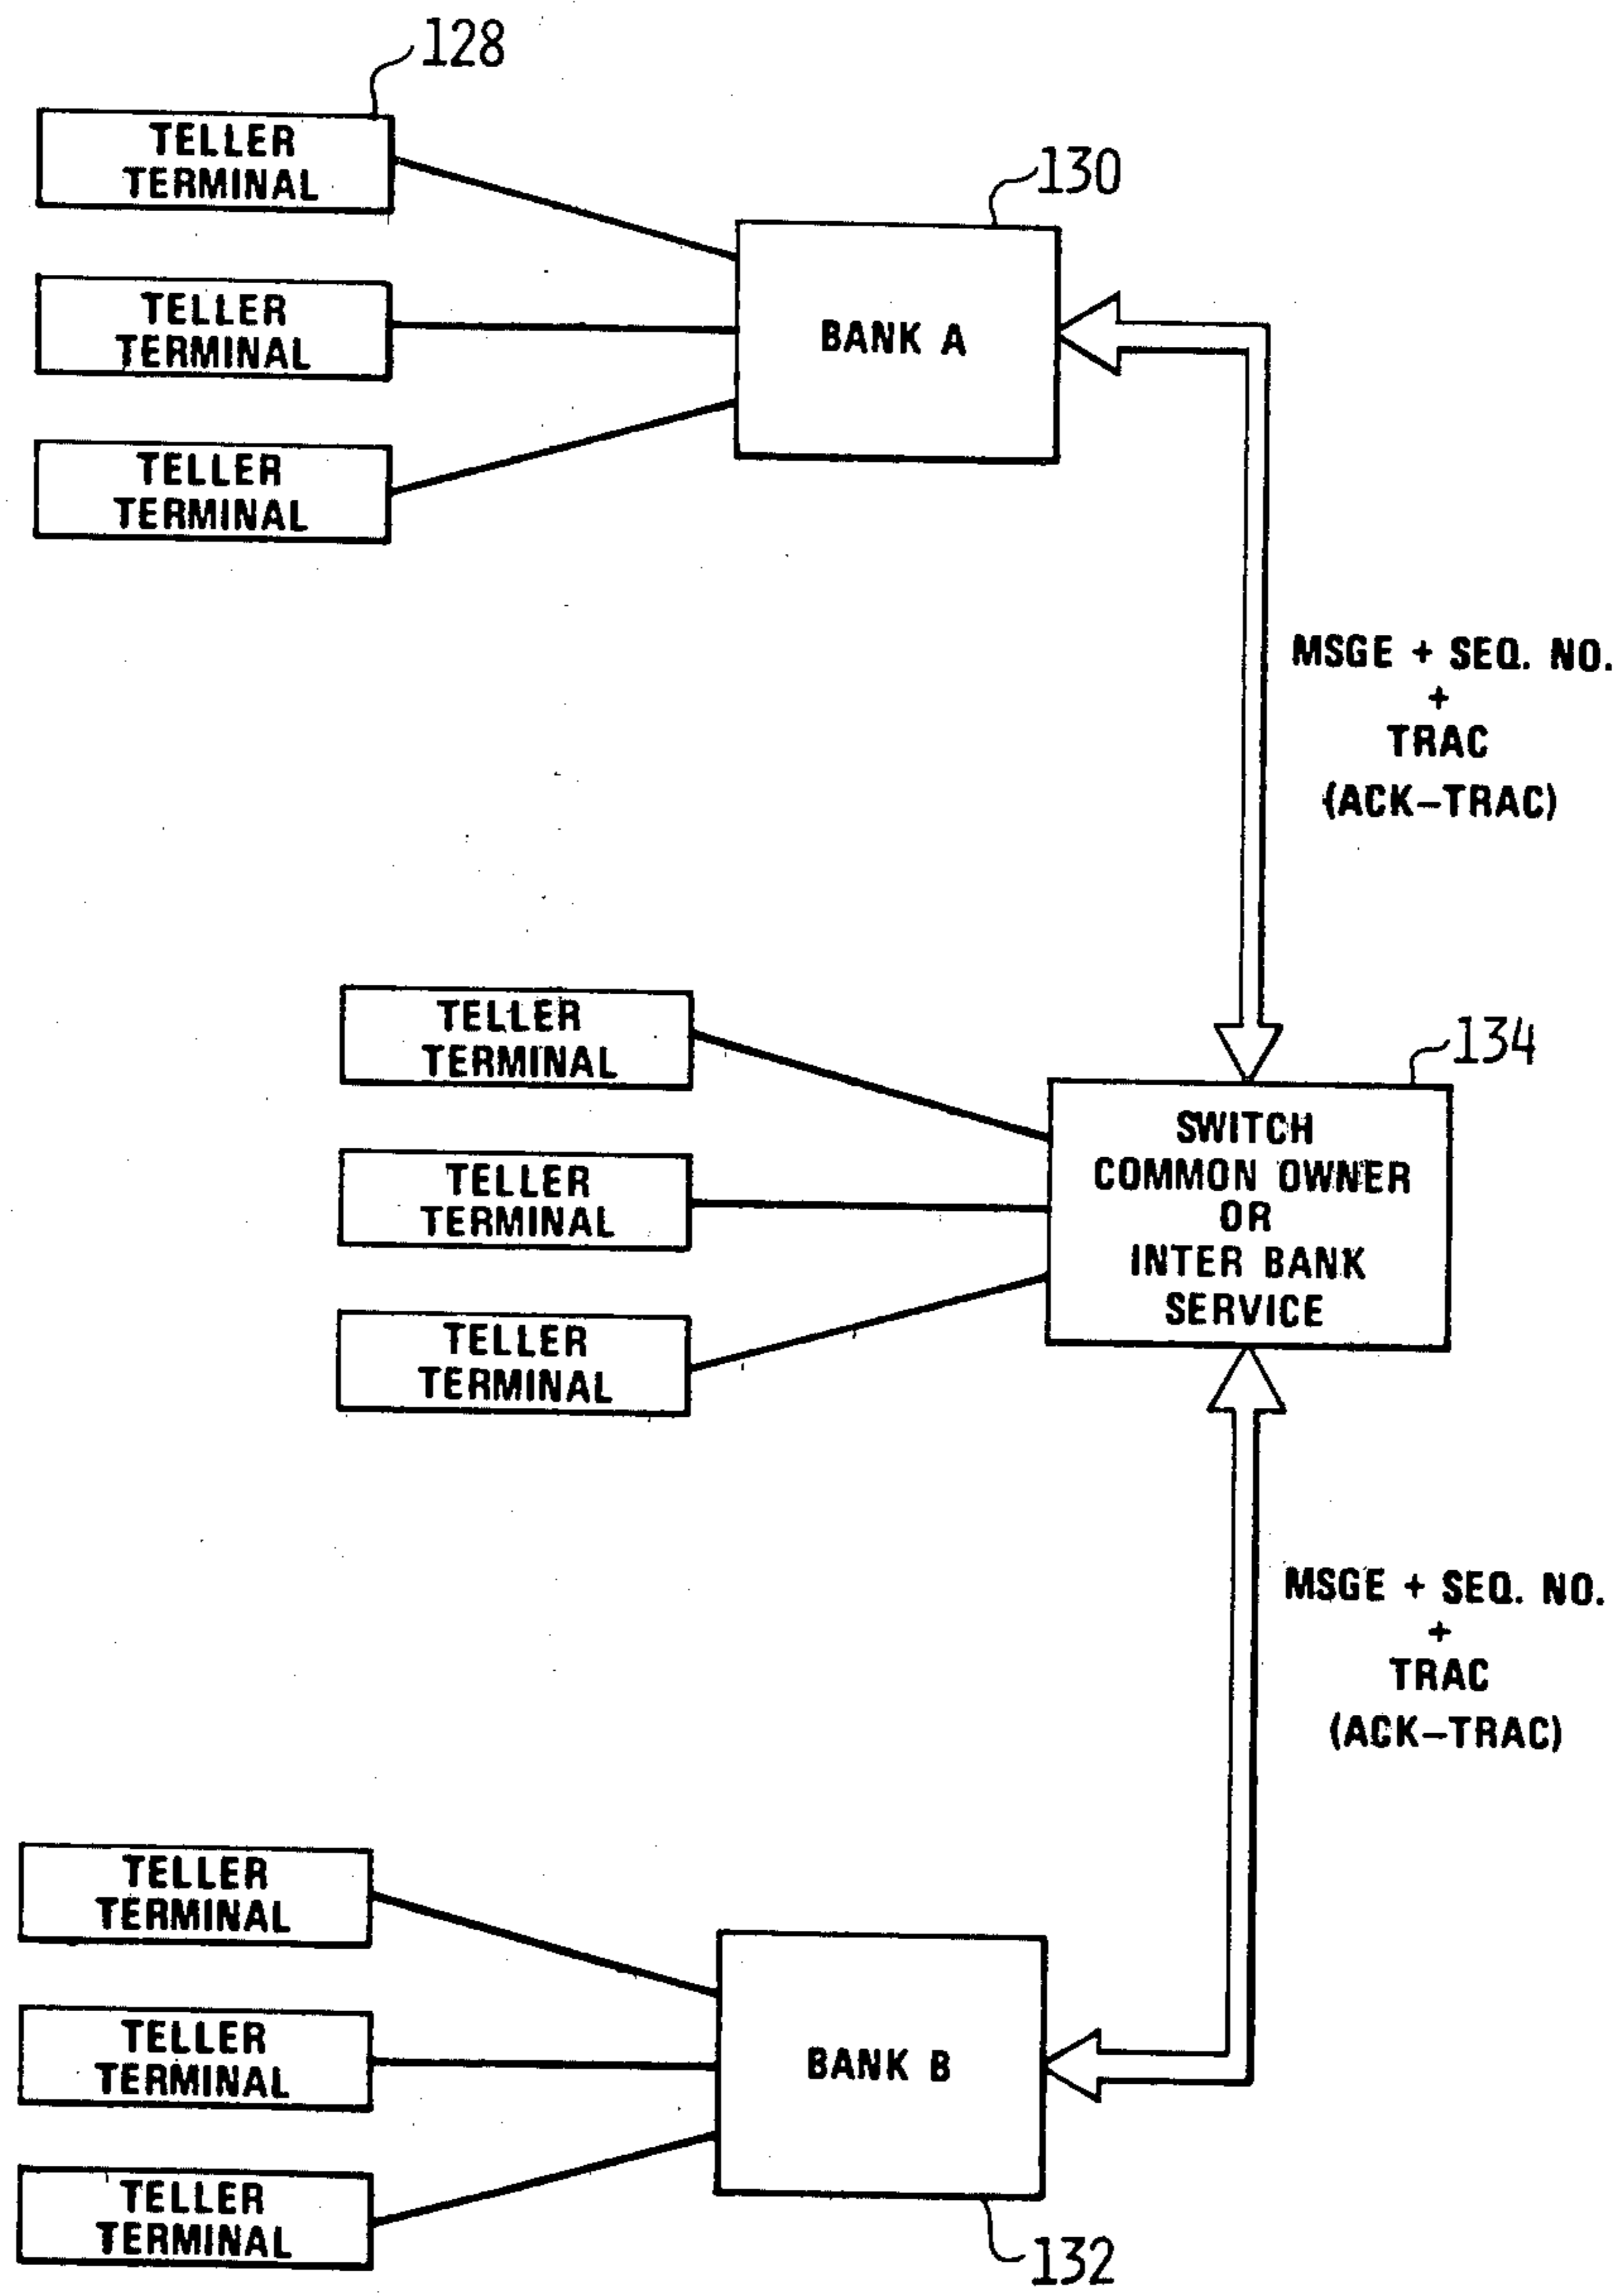 128
TELLER
TERMINAL
130
TELLER
TERMINAL
BANK A
TELLER
TERMINAL
MSGE + SEQ. NO.
+
TRAC
(ACK-TRAC)
TELLER
TERMINAL
134
SWITCH
COMMON OWNER
OR
INTER BANK
SERVICE
TELLER
TERMINAL
TELLER
TERMINAL
MSGE + SEQ. NO.
+
TRAC
(ACK-TRAC)
TELLER
TERMINAL
TELLER
TERMINAL
BANK B
TELLER
TERMINAL
132